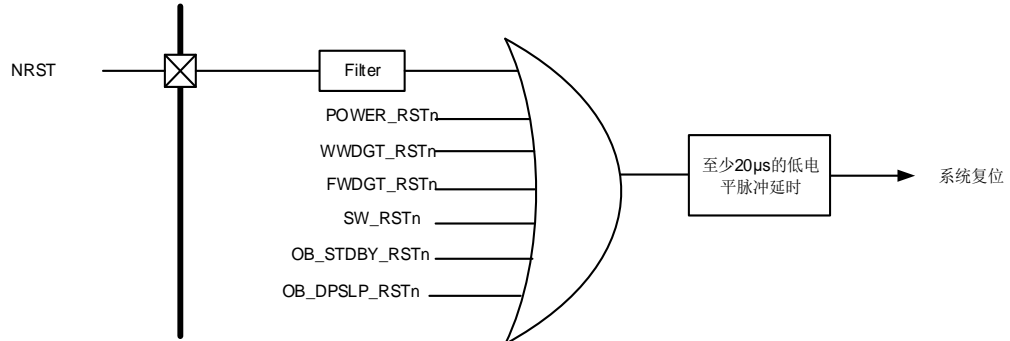 NRST
Filter
POWER_RSTn
WWDGT_RSTn
FWDGT_RSTn
SW_RSTn
OB_STDBY_RSTn
OB_DPSLP_RSTn
至少20μs的低电
平脉冲延时
系统复位